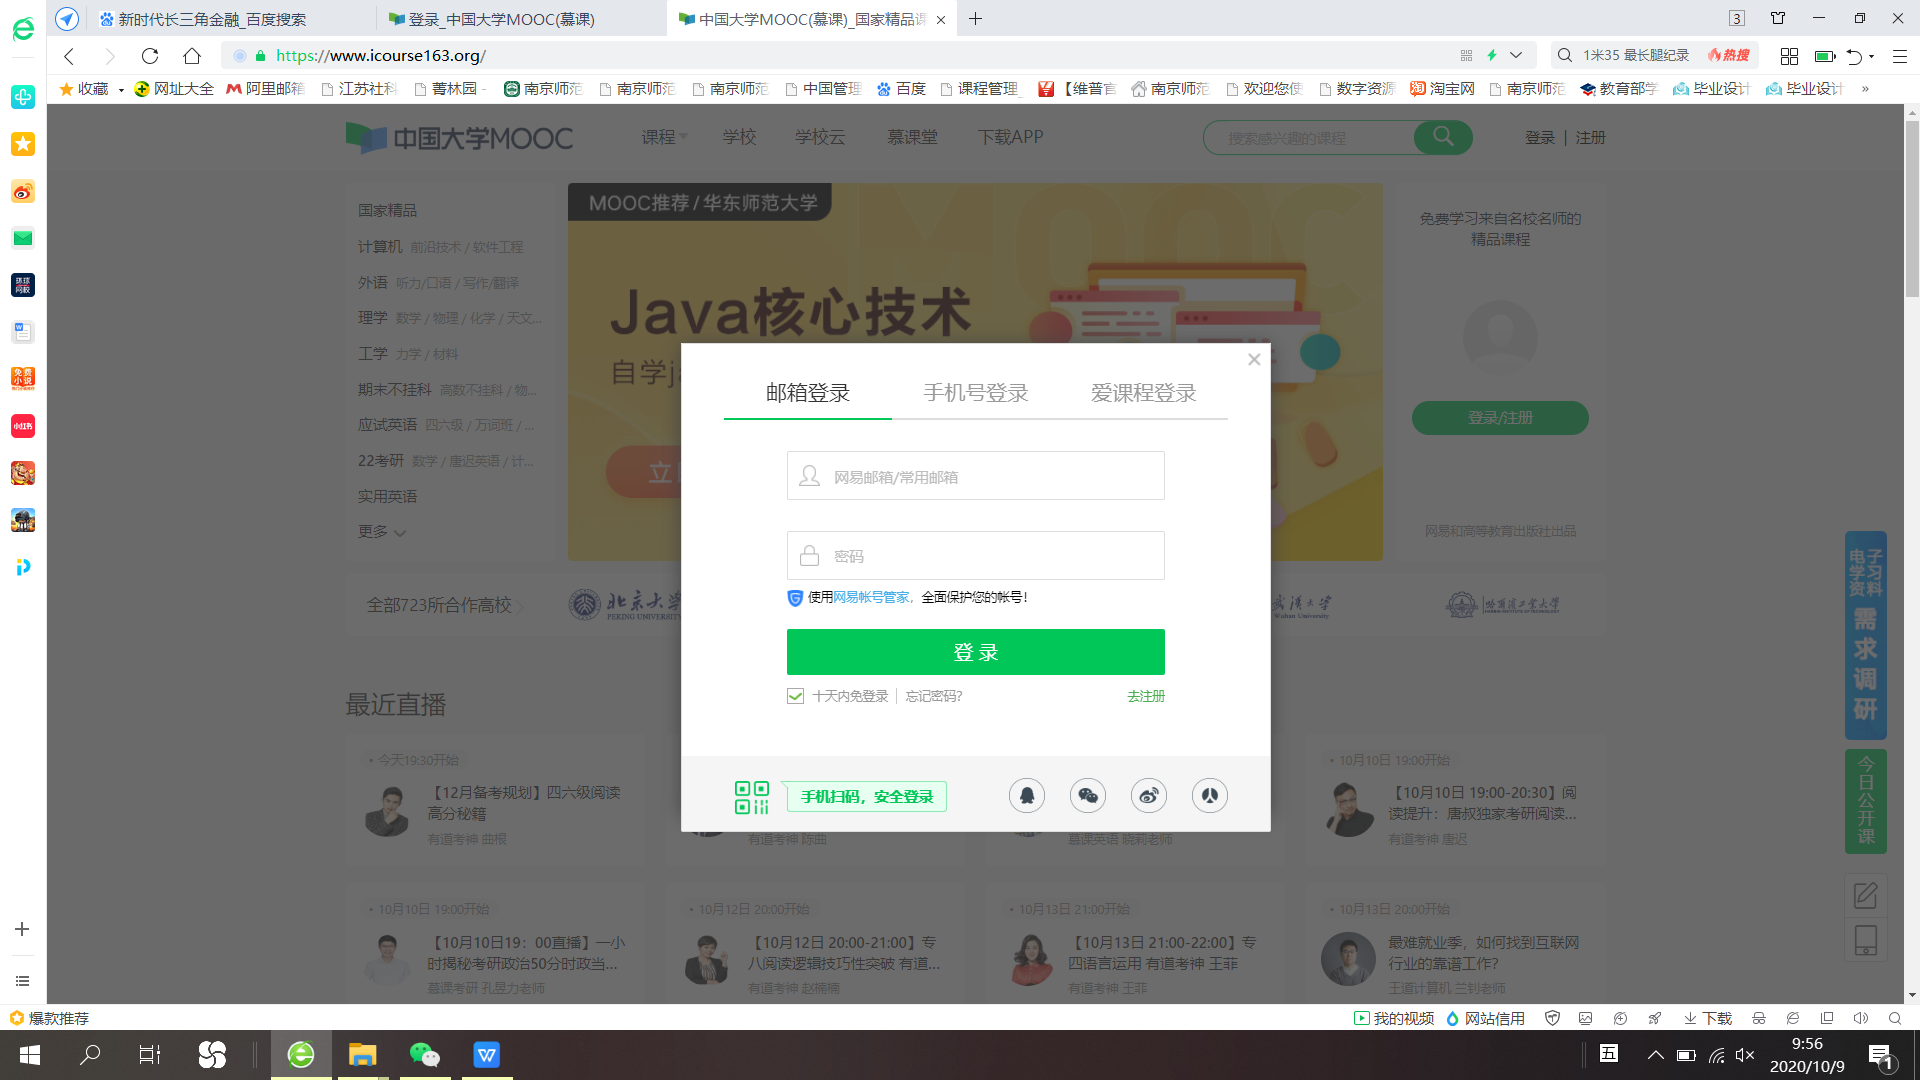 新时代长三角金融_百度搜索
登录_中国大学MOOC(慕课)
中国大学MOOC(慕课)_国家精品课
3
https://www.icourse163.org/
1米35 最长腿纪录
热搜
收藏
网址大全
阿里邮箱
江苏社科
菁林园 -
南京师范
南京师范
南京师范
中国管理
百度
课程管理_
【维普官
南京师范
欢迎您使
数字资源
淘宝网
南京师范
教育部学
毕业设计
毕业设计
»
中国大学MOOC
课程
学校
学校云
慕课堂
下载APP
搜索感兴趣的课程
登录 | 注册
国家精品
计算机 前沿技术 / 软件工程
外语 听力/口语 / 写作/翻译
理学 数学 / 物理 / 化学 / 天文...
工学 力学 / 材料
期末不挂科 高数不挂科 / 物...
应试英语 四六级 / 万词班 / ...
22考研 数学 / 唐迟英语 / 计...
实用英语
更多
MOOC推荐 / 华东师范大学
Java核心技术
自学j
立
免费学习来自名校名师的
精品课程
登录/注册
网易和高等教育出版社出品
邮箱登录
手机号登录
爱课程登录
网易邮箱/常用邮箱
密码
使用网易帐号管家，全面保护您的帐号！
登 录
十天内免登录
忘记密码?
去注册
手机扫码，安全登录
全部723所合作高校
北京大学
PEKING UNIVERSITY
武汉大学
Wuhan University
哈尔滨工业大学
电子
学习
资料
需
求
调
研
今
日
公
开
课
最近直播
· 今天19:30开始
【12月备考规划】四六级阅读
高分秘籍
有道考神 曲根
有道考神 陈曲
慕课英语 晓莉老师
· 10月10日 19:00开始
【10月10日 19:00-20:30】阅
读提升：唐叔独家考研阅读...
有道考神 唐迟
· 10月10日 19:00开始
【10月10日19：00直播】一小
时揭秘考研政治50分时政当...
慕课考研 孔昱力老师
· 10月12日 20:00开始
【10月12日 20:00-21:00】专
八阅读逻辑技巧性突破 有道...
有道考神 赵楠楠
· 10月13日 21:00开始
【10月13日 21:00-22:00】专
四语言运用 有道考神 王菲
有道考神 王菲
· 10月13日 20:00开始
最难就业季，如何找到互联网
行业的靠谱工作？
王道计算机 兰钊老师
爆款推荐
我的视频
网站信用
下载
五
9:56
2020/10/9
1